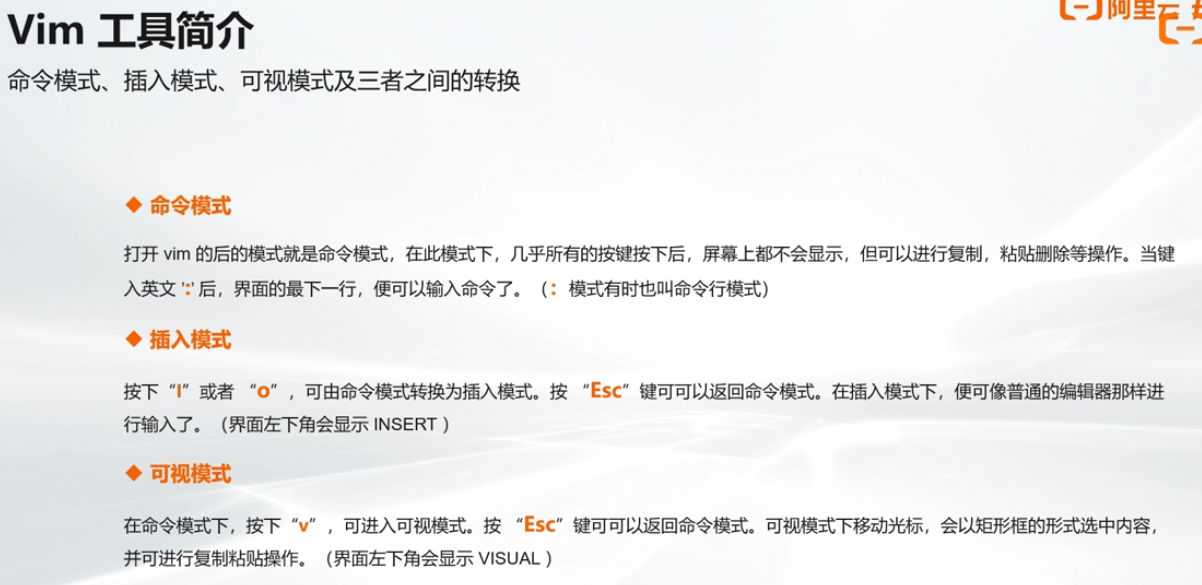 Vim 工具简介
阿里云
命令模式、插入模式、可视模式及三者之间的转换
◆ 命令模式
打开 vim 的后的模式就是命令模式，在此模式下，几乎所有的按键按下后，屏幕上都不会显示，但可以进行复制，粘贴删除等操作。当键
入英文 ':' 后，界面的最下一行，便可以输入命令了。（：模式有时也叫命令行模式）
◆ 插入模式
按下“I”或者 “o”，可由命令模式转换为插入模式。按 “Esc”键可可以返回命令模式。在插入模式下，便可像普通的编辑器那样进
行输入了。（界面左下角会显示 INSERT ）
◆ 可视模式
在命令模式下，按下“v”，可进入可视模式。按 “Esc”键可可以返回命令模式。可视模式下移动光标，会以矩形框的形式选中内容，
并可进行复制粘贴操作。（界面左下角会显示 VISUAL ）